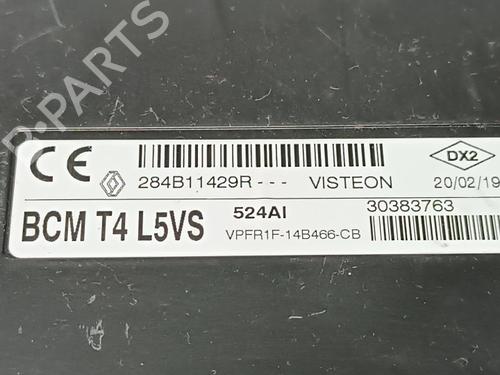 CE 284B11429R--- VISTEON DX2 20/02/19
BCM T4 L5VS 524AI 30383763
VPFR1F-14B466-CB
B-PARTS